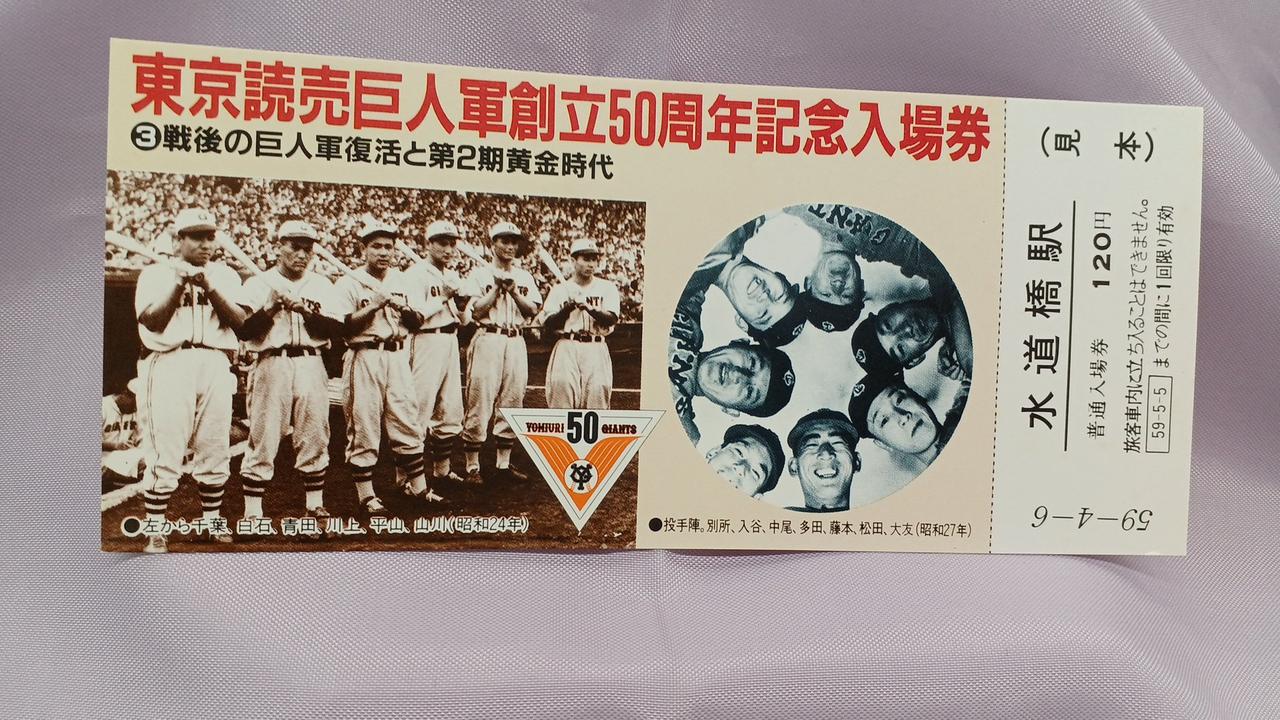 東京読売巨人軍創立50周年記念入場券
❸戦後の巨人軍復活と第2期黄金時代
YOMIURI 50 GIANTS
●左から千葉、白石、青田、川上、平山、山川(昭和24年)
●投手陣。別所、入谷、中尾、多田、藤本、松田、大友(昭和27年)
(見本)
水道橋駅
普通入場券 120円
旅客車内に立ち入ることはできません。
59-5-5 までの間に1回限り有効
59-4-6